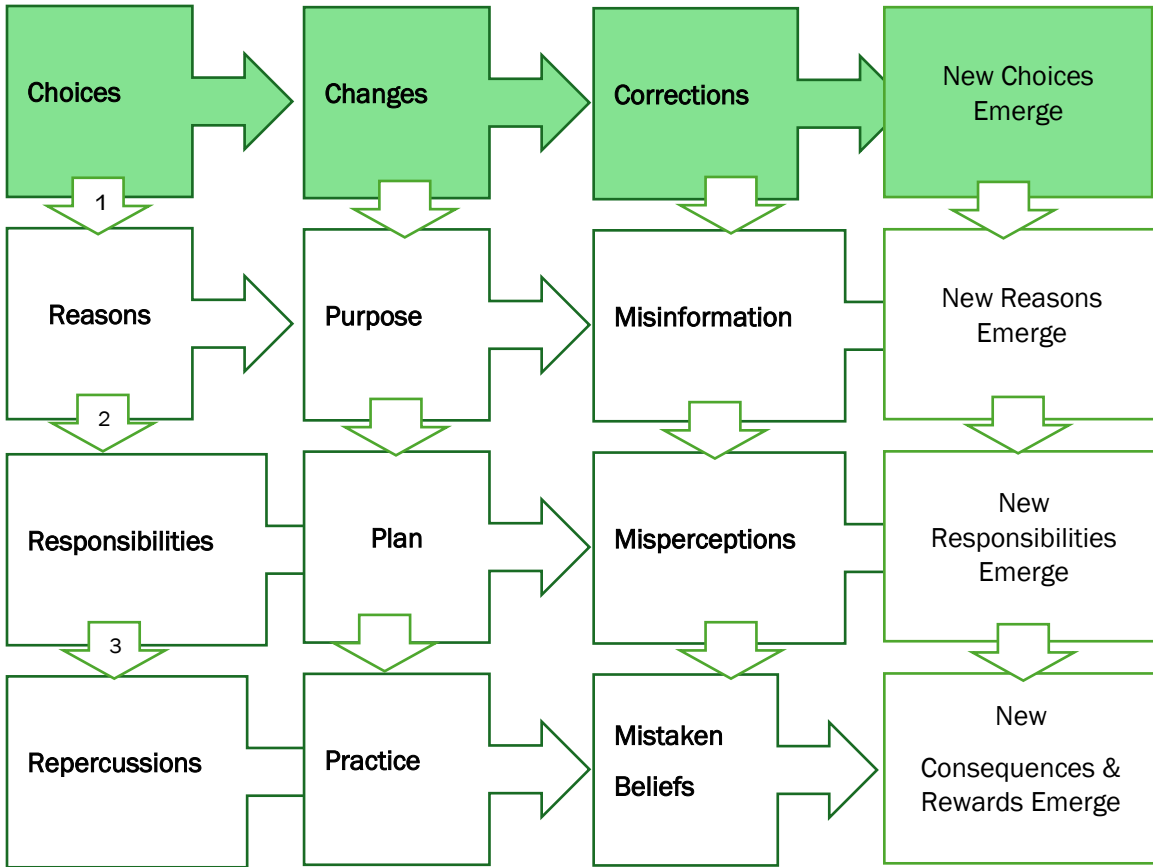 Choices
Changes
Corrections
New Choices
Emerge
1
Reasons
Purpose
Misinformation
New Reasons
Emerge
2
Responsibilities
Plan
Misperceptions
New
Responsibilities
Emerge
3
Repercussions
Practice
Mistaken
Beliefs
New
Consequences &
Rewards Emerge